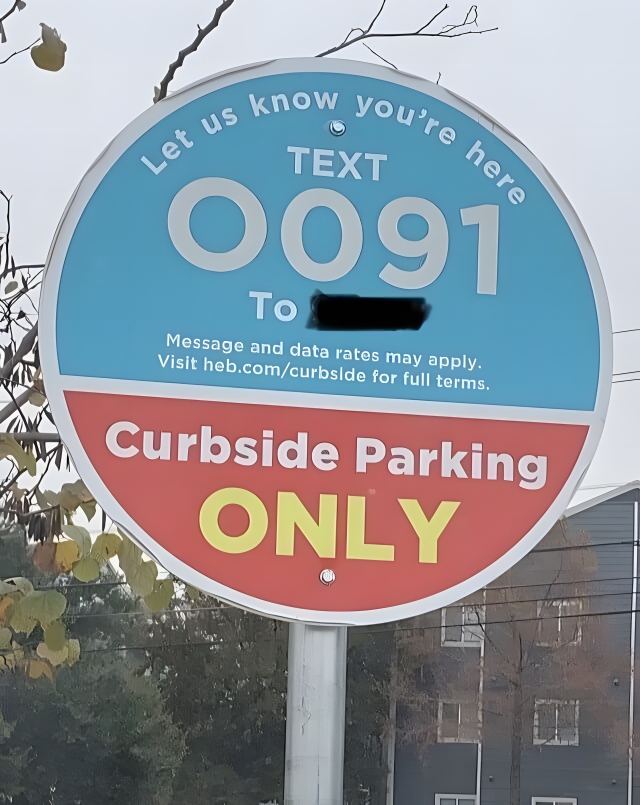 Let us know you're here
TEXT
0091
To
Message and data rates may apply.
Visit heb.com/curbside for full terms.
Curbside Parking
ONLY